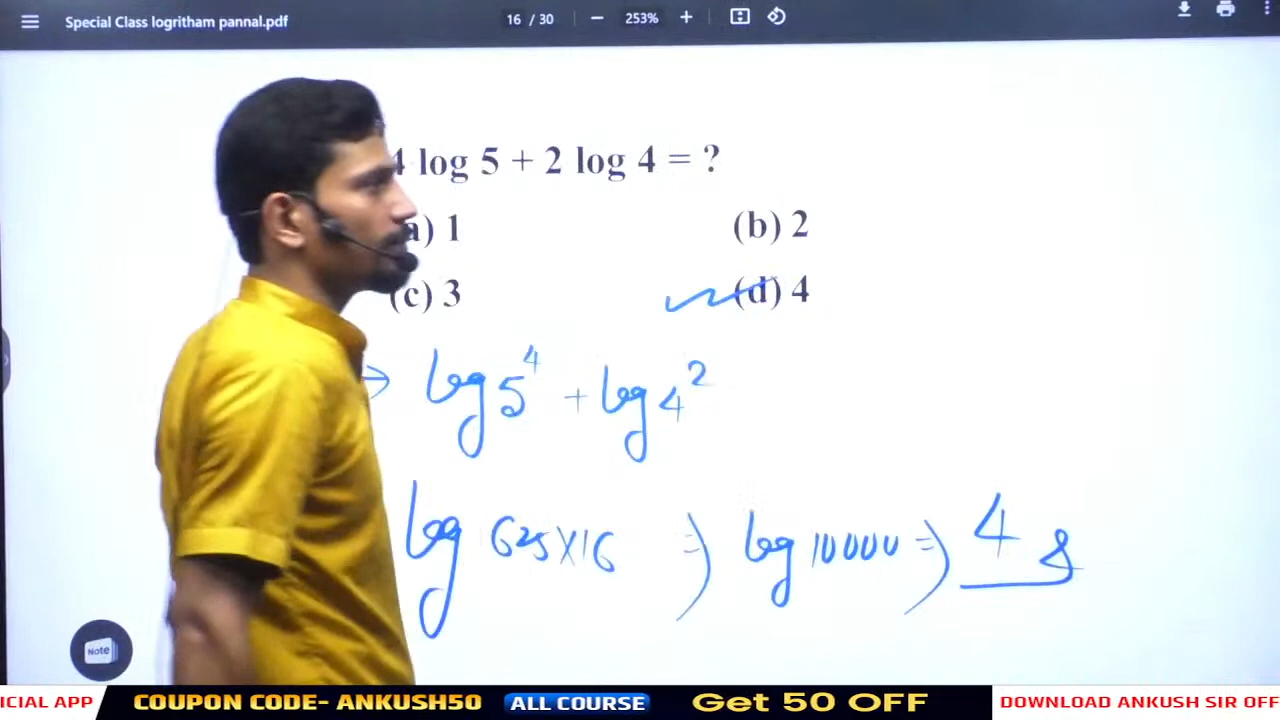 Special Class logritham pannal.pdf
16 / 30
253%
4 log 5 + 2 log 4 = ?
a) 1
(b) 2
(c) 3
(d) 4
→ log 5⁴ + log 4²
log 625×16 ⇒ log 10000 ⇒ 4
Note
ICIAL APP
COUPON CODE- ANKUSH50
ALL COURSE
Get 50 OFF
DOWNLOAD ANKUSH SIR OFF